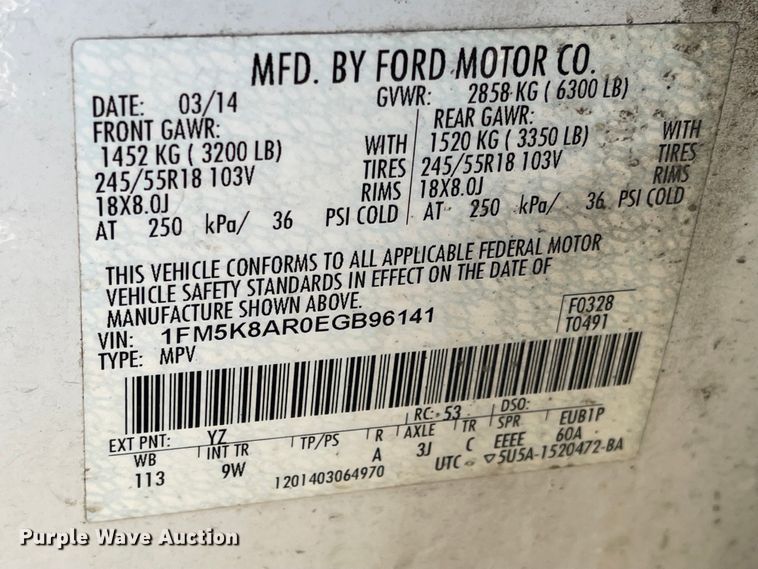 MFD. BY FORD MOTOR CO.
DATE: 03/14 GVWR: 2858 KG ( 6300 LB)
FRONT GAWR: REAR GAWR:
1452 KG ( 3200 LB) WITH 1520 KG ( 3350 LB) WITH
245/55R18 103V TIRES 245/55R18 103V TIRES
18X8.0J RIMS 18X8.0J RIMS
AT 250 kPa/ 36 PSI COLD AT 250 kPa/ 36 PSI COLD
THIS VEHICLE CONFORMS TO ALL APPLICABLE FEDERAL MOTOR
VEHICLE SAFETY STANDARDS IN EFFECT ON THE DATE OF
MANUFACTURE SHOWN ABOVE.
VIN: 1FM5K8AR0EGB96141 F0328
TYPE: MPV T0491
EXT PNT: YZ RC: 53 DSO:
WB INT TR TP/PS R AXLE TR SPR EUB1P
113 9W A 3J C EEEE 60A
1201403064970 UTC ▽5U5A-1520472-BA
Purple Wave Auction